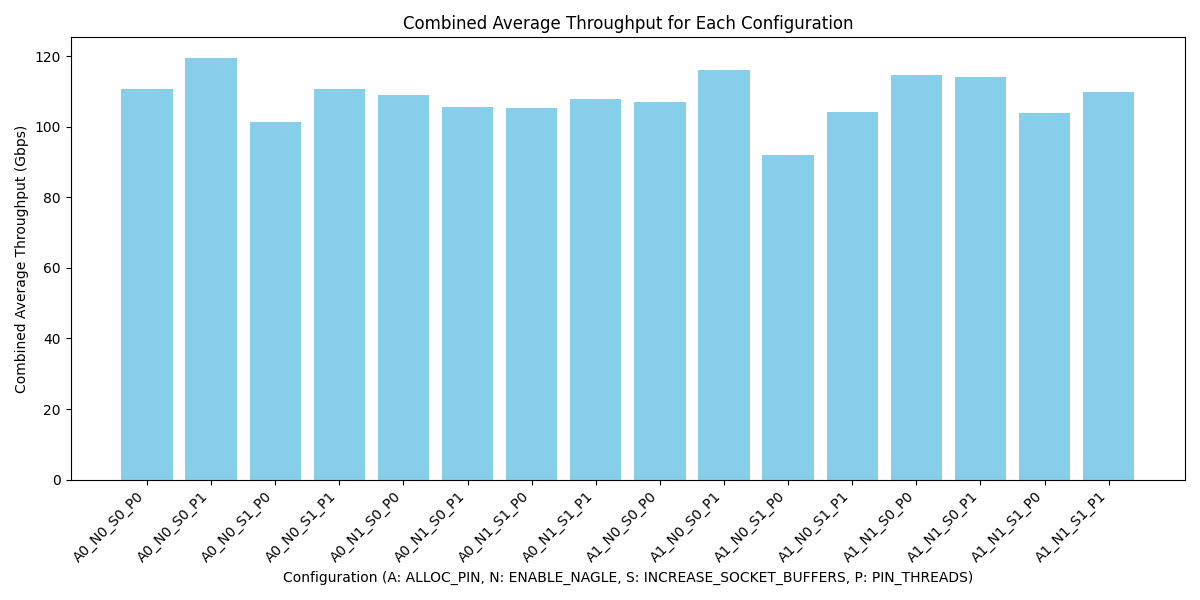 Combined Average Throughput for Each Configuration
Combined Average Throughput (Gbps)
120
100
80
60
40
20
0
A0_N0_S0_P0
A0_N0_S0_P1
A0_N0_S1_P0
A0_N0_S1_P1
A0_N1_S0_P0
A0_N1_S0_P1
A0_N1_S1_P0
A0_N1_S1_P1
A1_N0_S0_P0
A1_N0_S0_P1
A1_N0_S1_P0
A1_N0_S1_P1
A1_N1_S0_P0
A1_N1_S0_P1
A1_N1_S1_P0
A1_N1_S1_P1
Configuration (A: ALLOC_PIN, N: ENABLE_NAGLE, S: INCREASE_SOCKET_BUFFERS, P: PIN_THREADS)